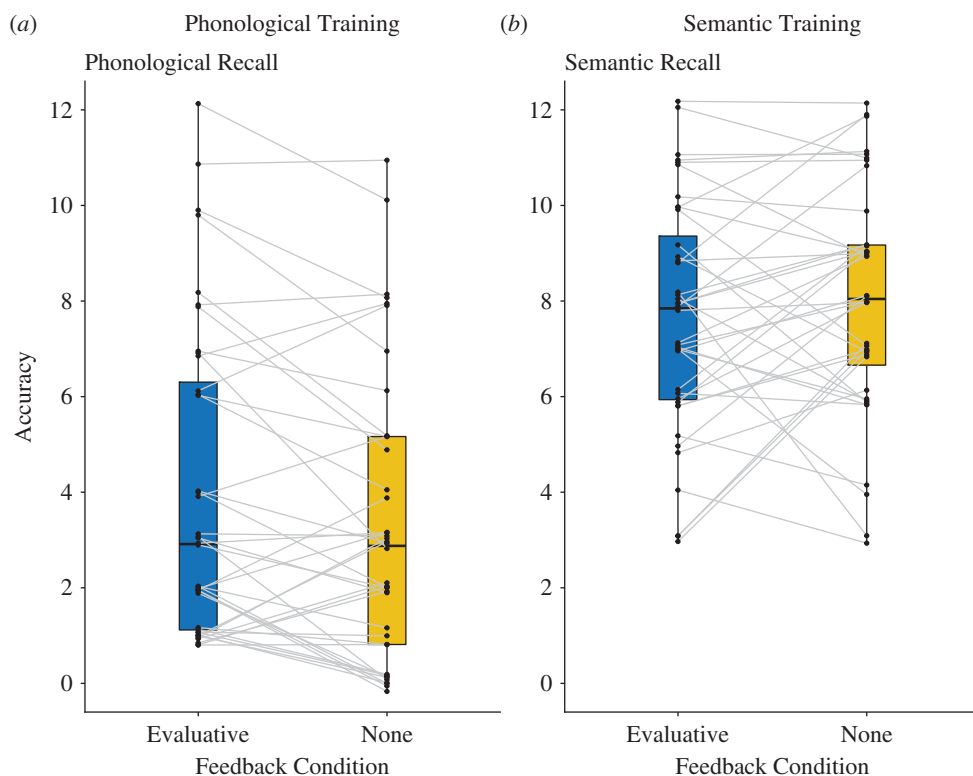 (a) Phonological Training
Phonological Recall
12
10
8
6
4
2
0
Accuracy
Evaluative None
Feedback Condition
(b) Semantic Training
Semantic Recall
12
10
8
6
4
2
0
Evaluative None
Feedback Condition